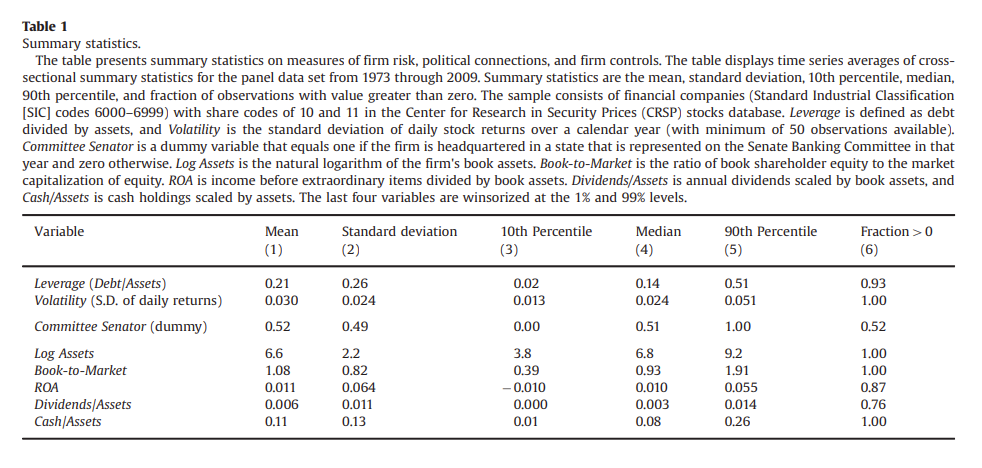 Table 1
Summary statistics.
The table presents summary statistics on measures of firm risk, political connections, and firm controls. The table displays time series averages of cross-
sectional summary statistics for the panel data set from 1973 through 2009. Summary statistics are the mean, standard deviation, 10th percentile, median,
90th percentile, and fraction of observations with value greater than zero. The sample consists of financial companies (Standard Industrial Classification
[SIC] codes 6000–6999) with share codes of 10 and 11 in the Center for Research in Security Prices (CRSP) stocks database. Leverage is defined as debt
divided by assets, and Volatility is the standard deviation of daily stock returns over a calendar year (with minimum of 50 observations available).
Committee Senator is a dummy variable that equals one if the firm is headquartered in a state that is represented on the Senate Banking Committee in that
year and zero otherwise. Log Assets is the natural logarithm of the firm's book assets. Book-to-Market is the ratio of book shareholder equity to the market
capitalization of equity. ROA is income before extraordinary items divided by book assets. Dividends/Assets is annual dividends scaled by book assets, and
Cash/Assets is cash holdings scaled by assets. The last four variables are winsorized at the 1% and 99% levels.
Variable Mean Standard deviation 10th Percentile Median 90th Percentile Fraction > 0
(1) (2) (3) (4) (5) (6)
Leverage (Debt/Assets) 0.21 0.26 0.02 0.14 0.51 0.93
Volatility (S.D. of daily returns) 0.030 0.024 0.013 0.024 0.051 1.00
Committee Senator (dummy) 0.52 0.49 0.00 0.51 1.00 0.52
Log Assets 6.6 2.2 3.8 6.8 9.2 1.00
Book-to-Market 1.08 0.82 0.39 0.93 1.91 1.00
ROA 0.011 0.064 −0.010 0.010 0.055 0.87
Dividends/Assets 0.006 0.011 0.000 0.003 0.014 0.76
Cash/Assets 0.11 0.13 0.01 0.08 0.26 1.00